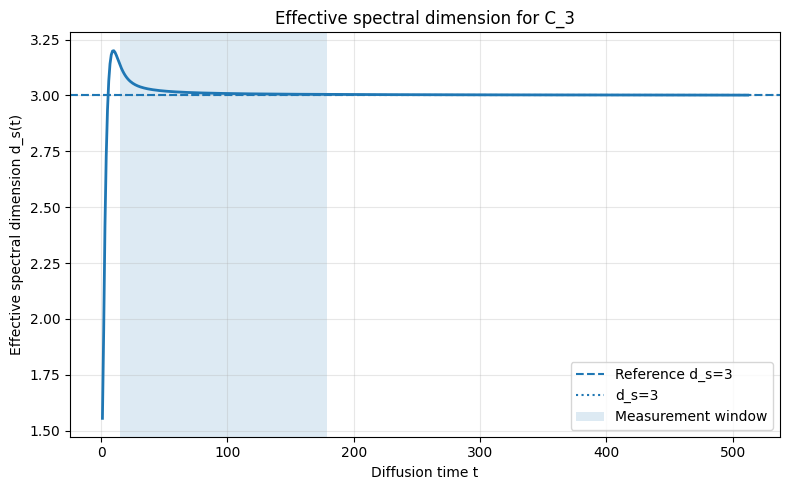 Effective spectral dimension for C_3
Effective spectral dimension d_s(t)
3.25
3.00
2.75
2.50
2.25
2.00
1.75
1.50
0
100
200
300
400
500
Diffusion time t
Reference d_s=3
d_s=3
Measurement window